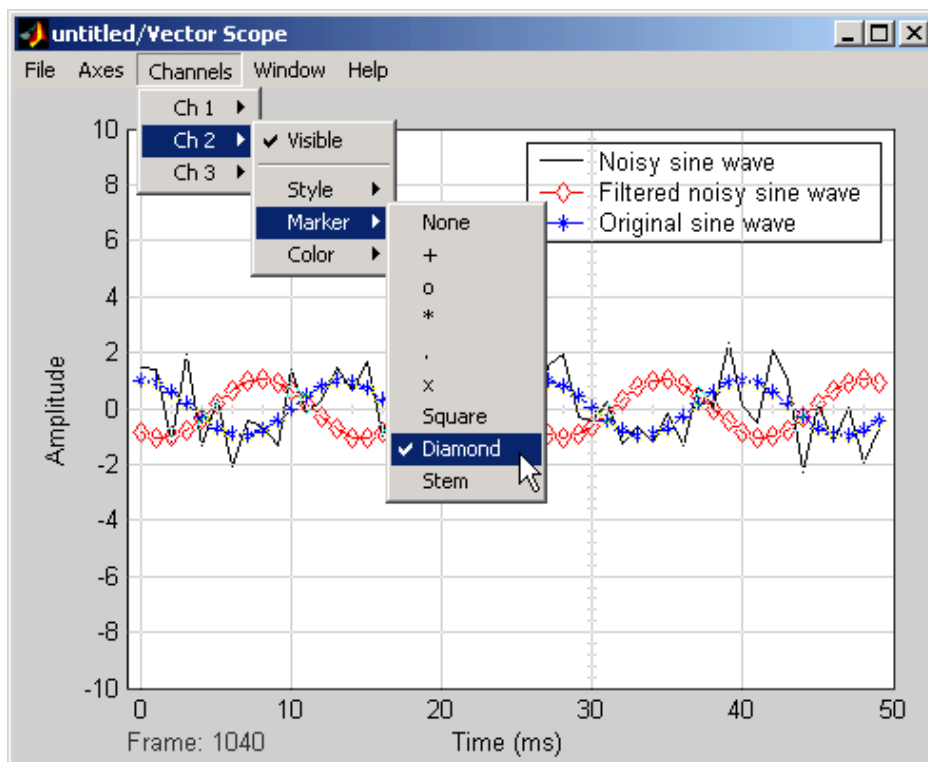 untitled/Vector Scope
File Axes Channels Window Help
Ch 1
Ch 2
Ch 3
Visible
Style
Marker
Color
None
+
o
*
.
x
Square
Diamond
Stem
Noisy sine wave
Filtered noisy sine wave
Original sine wave
Amplitude
10
8
6
4
2
0
-2
-4
-6
-8
-10
0 10 20 30 40 50
Frame: 1040
Time (ms)